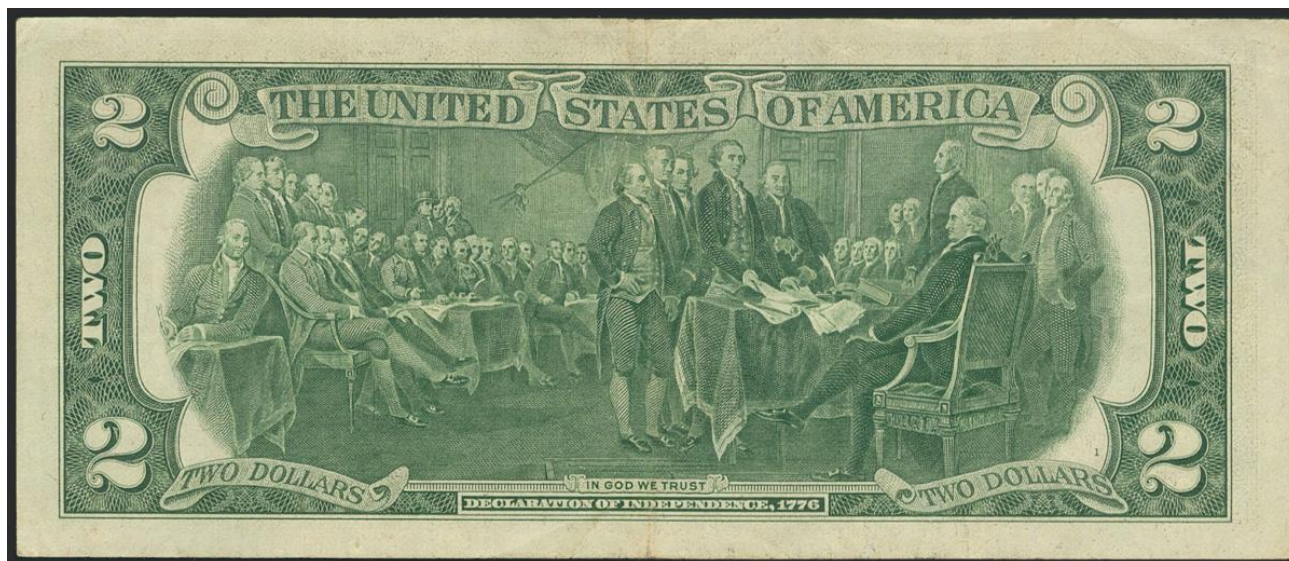 THE UNITED STATES OF AMERICA
2 2
TWO TWO
2 2
1
TWO DOLLARS TWO DOLLARS
IN GOD WE TRUST
DECLARATION OF INDEPENDENCE, 1776